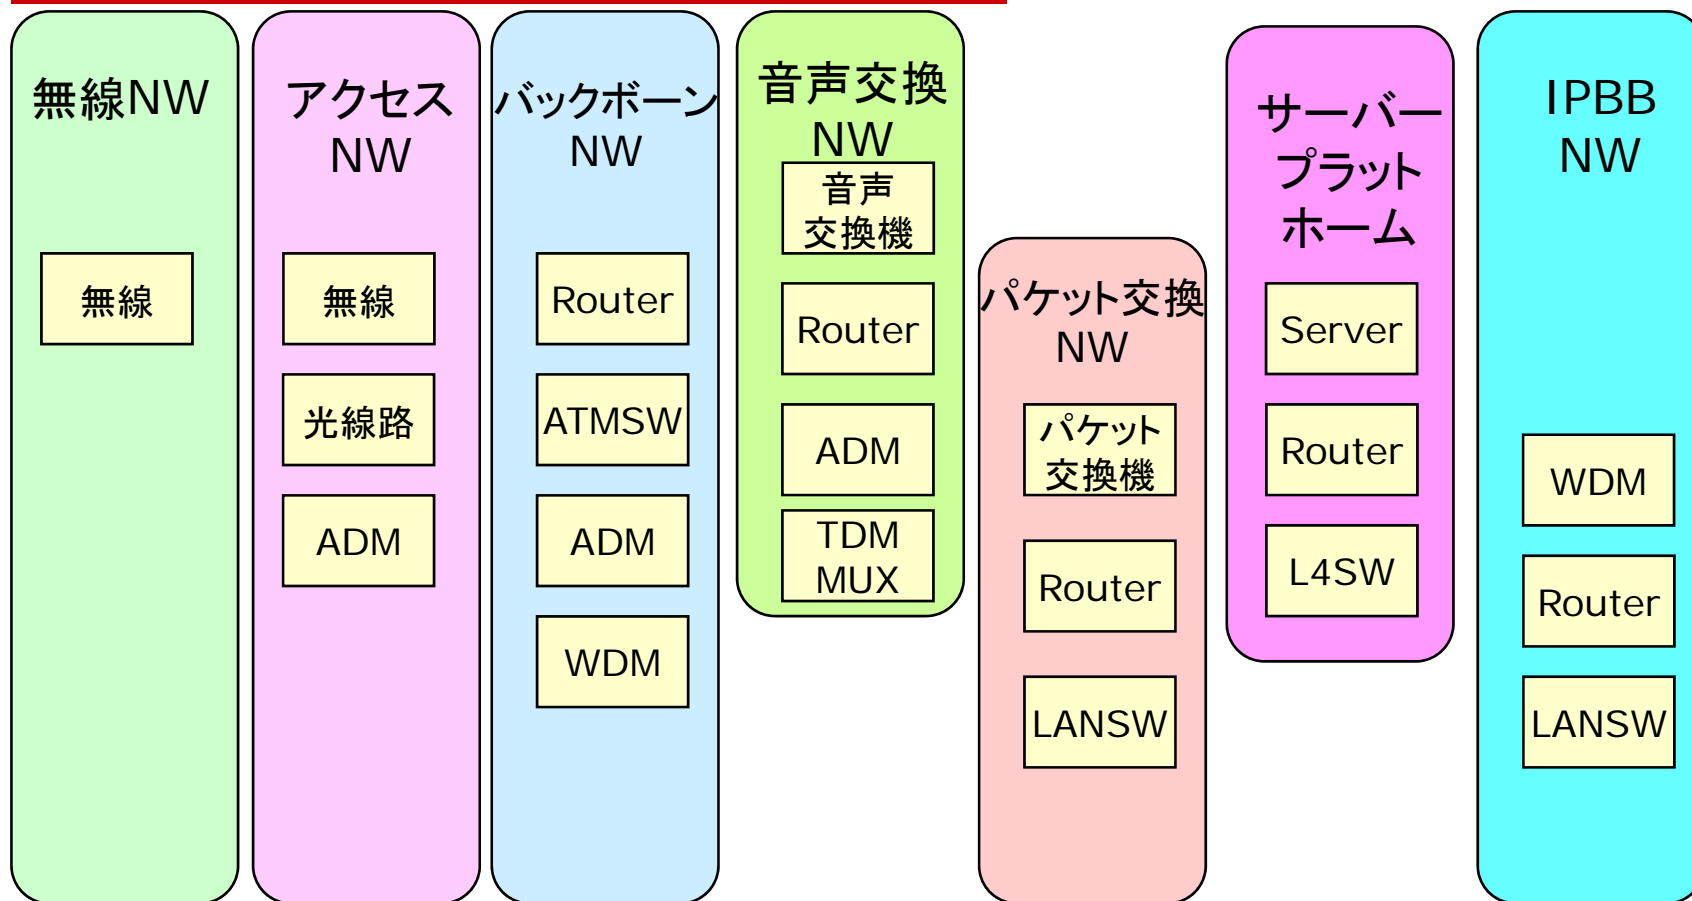 無線NW
無線
アクセス
NW
無線
光線路
ADM
バックボーン
NW
Router
ATMSW
ADM
WDM
音声交換
NW
音声
交換機
Router
ADM
TDM
MUX
パケット交換
NW
パケット
交換機
Router
LANSW
サーバー
プラット
ホーム
Server
Router
L4SW
IPBB
NW
WDM
Router
LANSW